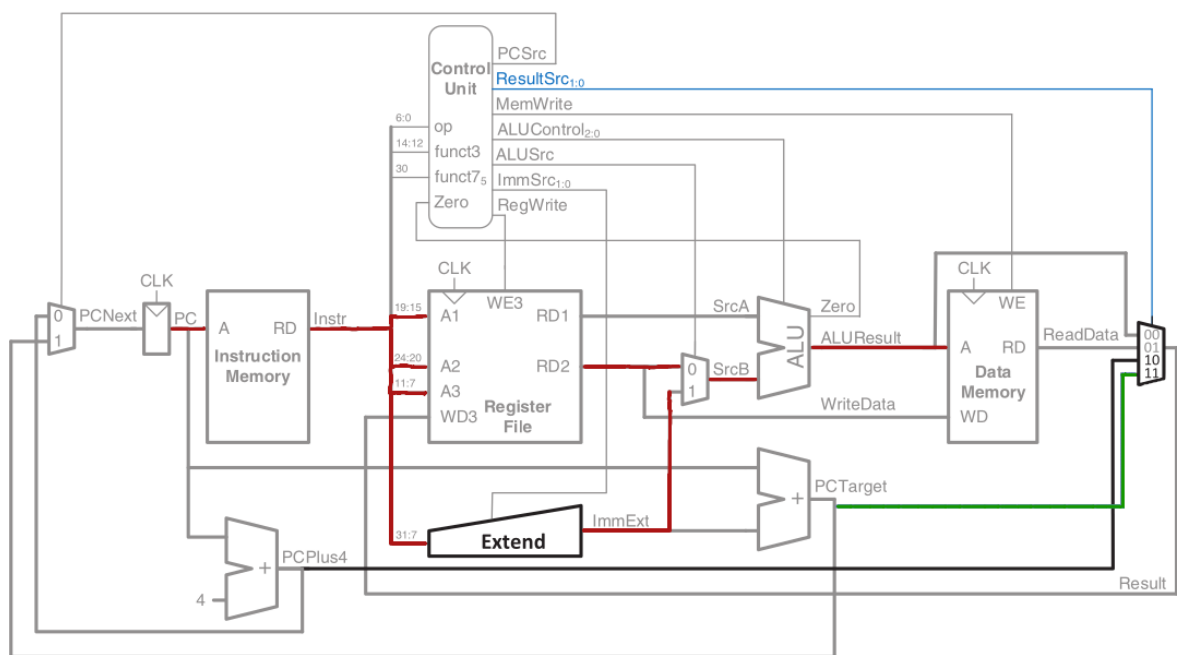 PCSrc
Control
Unit
ResultSrc1:0
MemWrite
6:0
op
ALUControl2:0
14:12
funct3
ALUSrc
30
funct75
ImmSrc1:0
Zero
RegWrite
CLK
CLK
CLK
0
1
PCNext
PC
A
RD
Instruction
Memory
Instr
19:15
A1
WE3
RD1
24:20
A2
RD2
11:7
A3
WD3
Register
File
SrcA
0
1
SrcB
ALU
Zero
ALUResult
WE
A
RD
Data
Memory
WD
WriteData
ReadData
00
01
10
11
31:7
Extend
ImmExt
+
PCTarget
PCPlus4
+
4
Result